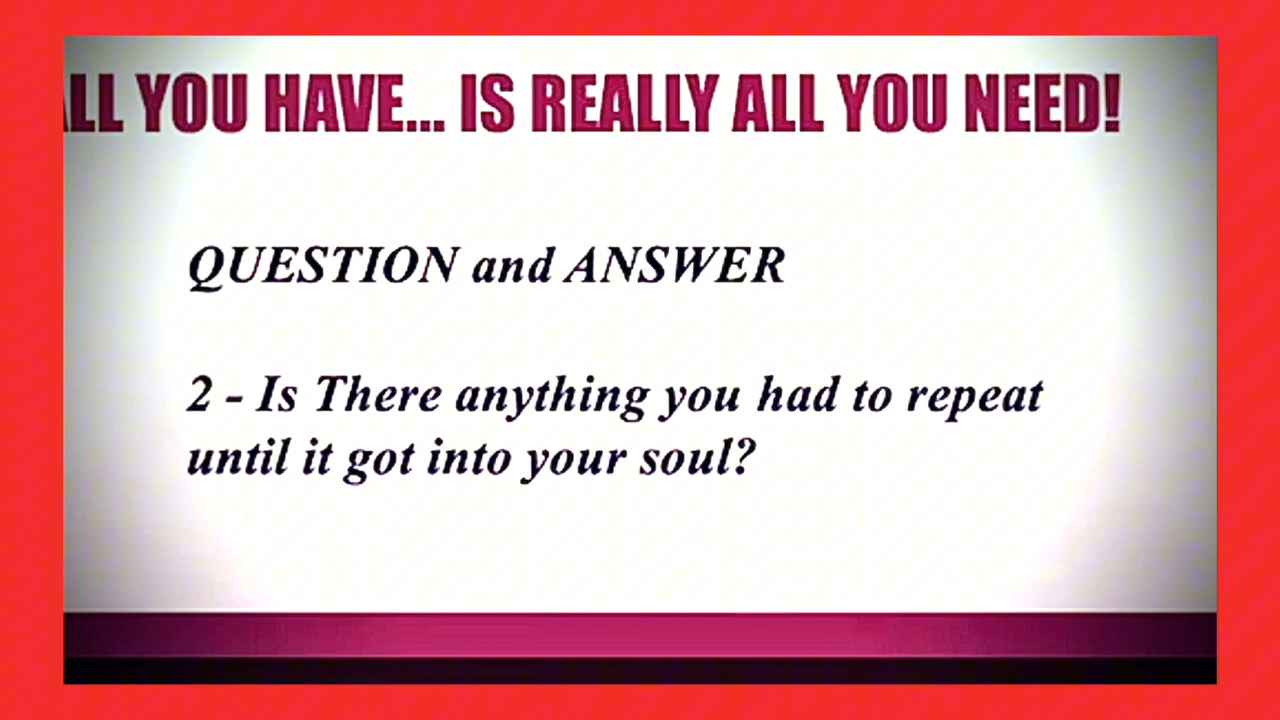 ALL YOU HAVE... IS REALLY ALL YOU NEED!
QUESTION and ANSWER
2 - Is There anything you had to repeat
until it got into your soul?